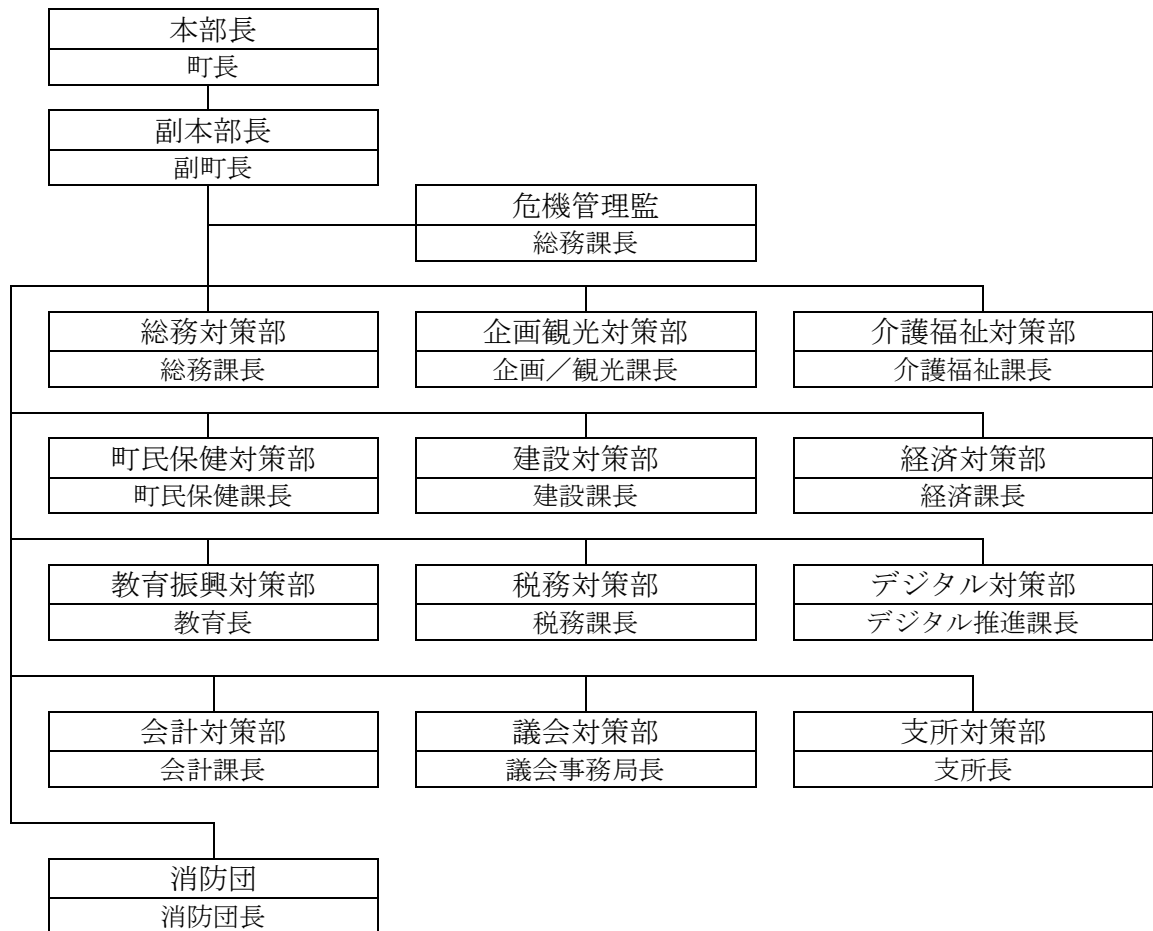 本部長
町長
副本部長
副町長
危機管理監
総務課長
総務対策部
総務課長
企画観光対策部
企画／観光課長
介護福祉対策部
介護福祉課長
町民保健対策部
町民保健課長
建設対策部
建設課長
経済対策部
経済課長
教育振興対策部
教育長
税務対策部
税務課長
デジタル対策部
デジタル推進課長
会計対策部
会計課長
議会対策部
議会事務局長
支所対策部
支所長
消防団
消防団長